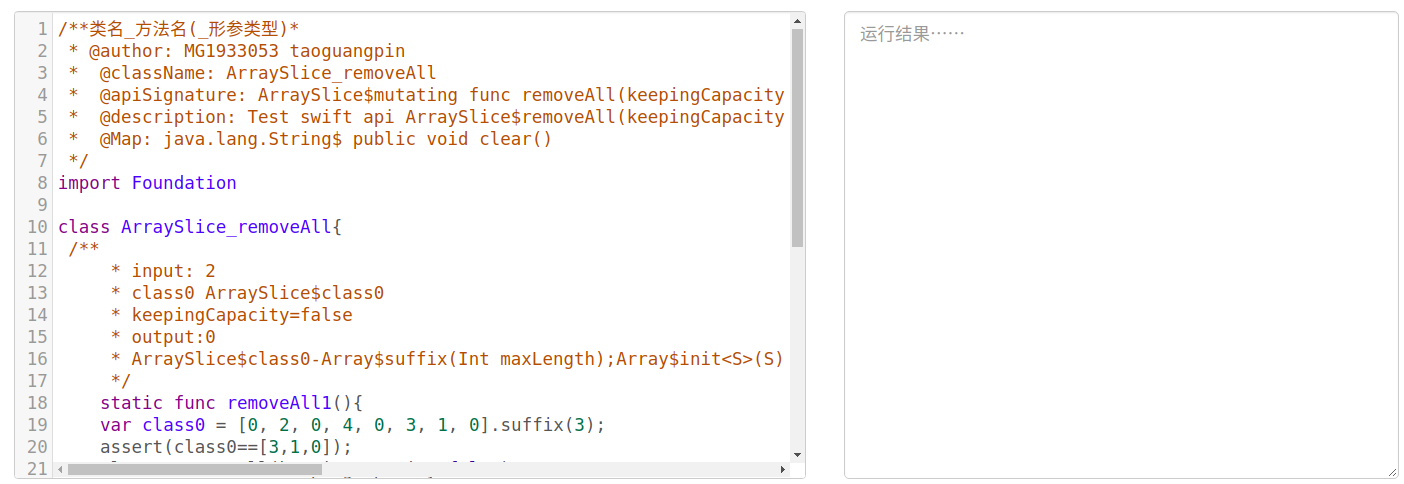 1 /**类名_方法名(_形参类型)*
2 * @author: MG1933053 taoguangpin
3 *  @className: ArraySlice_removeAll
4 *  @apiSignature: ArraySlice$mutating func removeAll(keepingCapacity
5 *  @description: Test swift api ArraySlice$removeAll(keepingCapacity
6 *  @Map: java.lang.String$ public void clear()
7 */
8 import Foundation
9
10 class ArraySlice_removeAll{
11 /**
12 * input: 2
13 * class0 ArraySlice$class0
14 * keepingCapacity=false
15 * output:0
16 * ArraySlice$class0-Array$suffix(Int maxLength);Array$init<S>(S)
17 */
18 static func removeAll1(){
19 var class0 = [0, 2, 0, 4, 0, 3, 1, 0].suffix(3);
20 assert(class0==[3,1,0]);
21
运行结果……